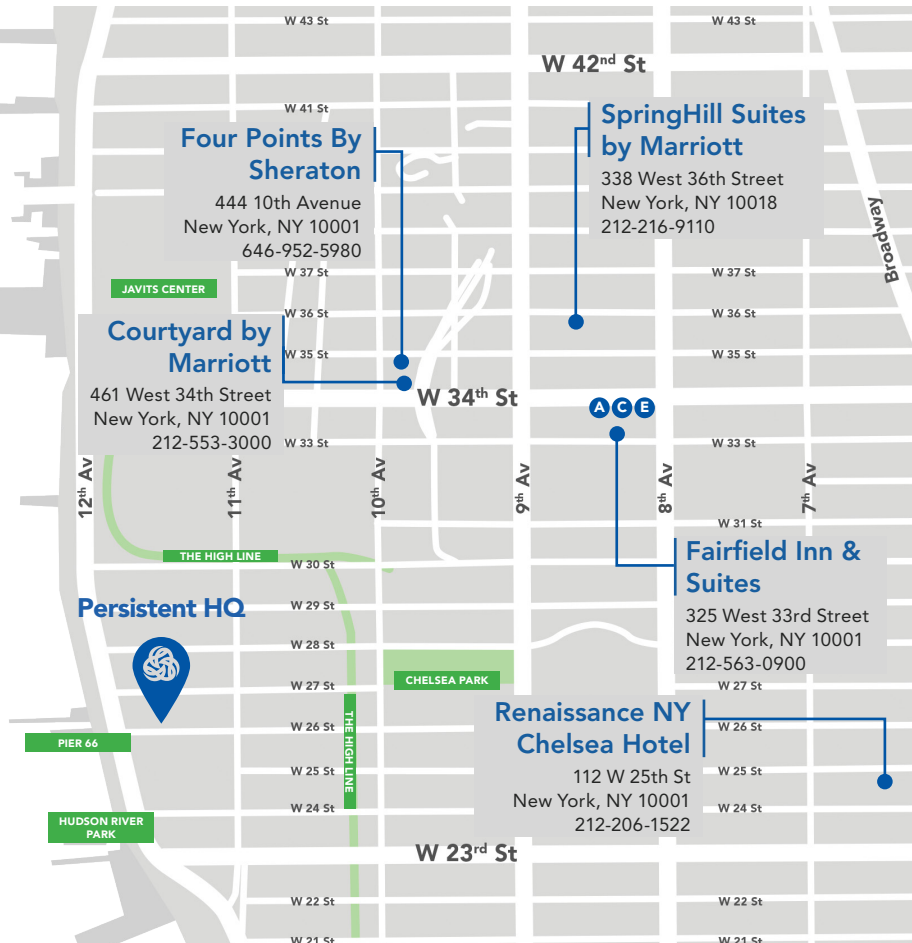 W 43 St
W 43 St
W 42nd St
W 41 St
Four Points By
Sheraton
444 10th Avenue
New York, NY 10001
646-952-5980
SpringHill Suites
by Marriott
338 West 36th Street
New York, NY 10018
212-216-9110
Broadway
W 37 St
W 37 St
JAVITS CENTER
W 36 St
W 36 St
Courtyard by
Marriott
461 West 34th Street
New York, NY 10001
212-553-3000
W 35 St
W 35 St
W 34th St
A C E
W 33 St
W 33 St
12th Av
11th Av
10th Av
9th Av
8th Av
7th Av
W 31 St
THE HIGH LINE
W 30 St
Fairfield Inn &
Suites
325 West 33rd Street
New York, NY 10001
212-563-0900
W 29 St
Persistent HQ
W 28 St
CHELSEA PARK
W 27 St
W 27 St
THE HIGH LINE
Renaissance NY
Chelsea Hotel
112 W 25th St
New York, NY 10001
212-206-1522
W 26 St
W 26 St
PIER 66
W 25 St
W 25 St
W 24 St
W 24 St
HUDSON RIVER
PARK
W 23rd St
W 22 St
W 22 St
W 21 St
W 21 St